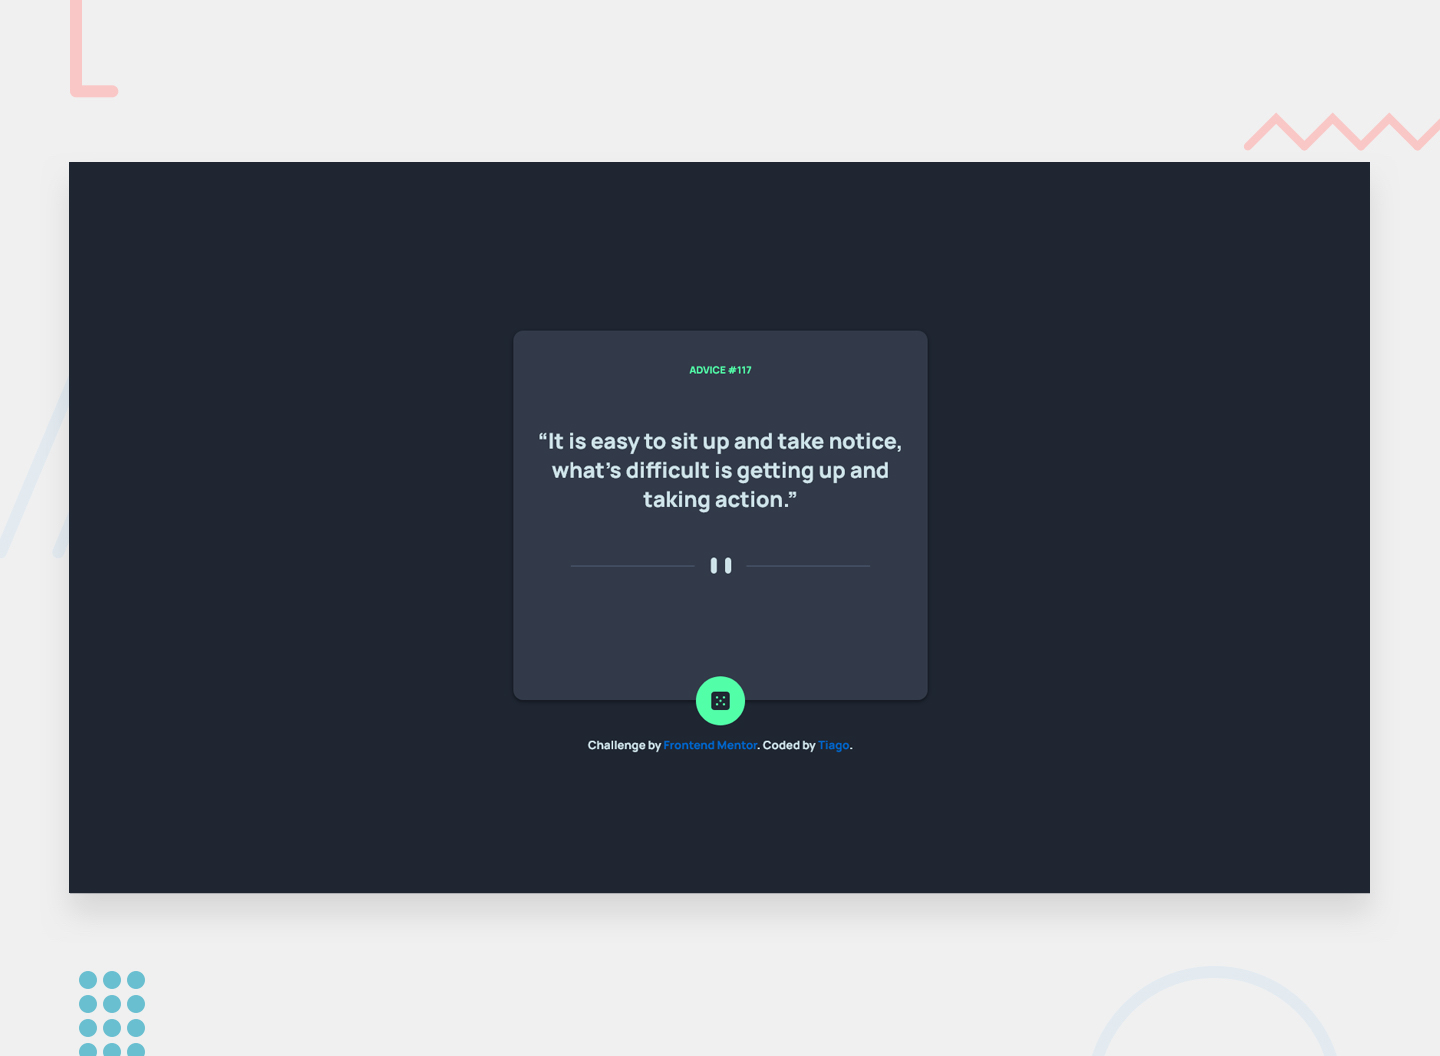 ADVICE #117
“It is easy to sit up and take notice,
what’s difficult is getting up and
taking action.”
Challenge by Frontend Mentor. Coded by Tiago.